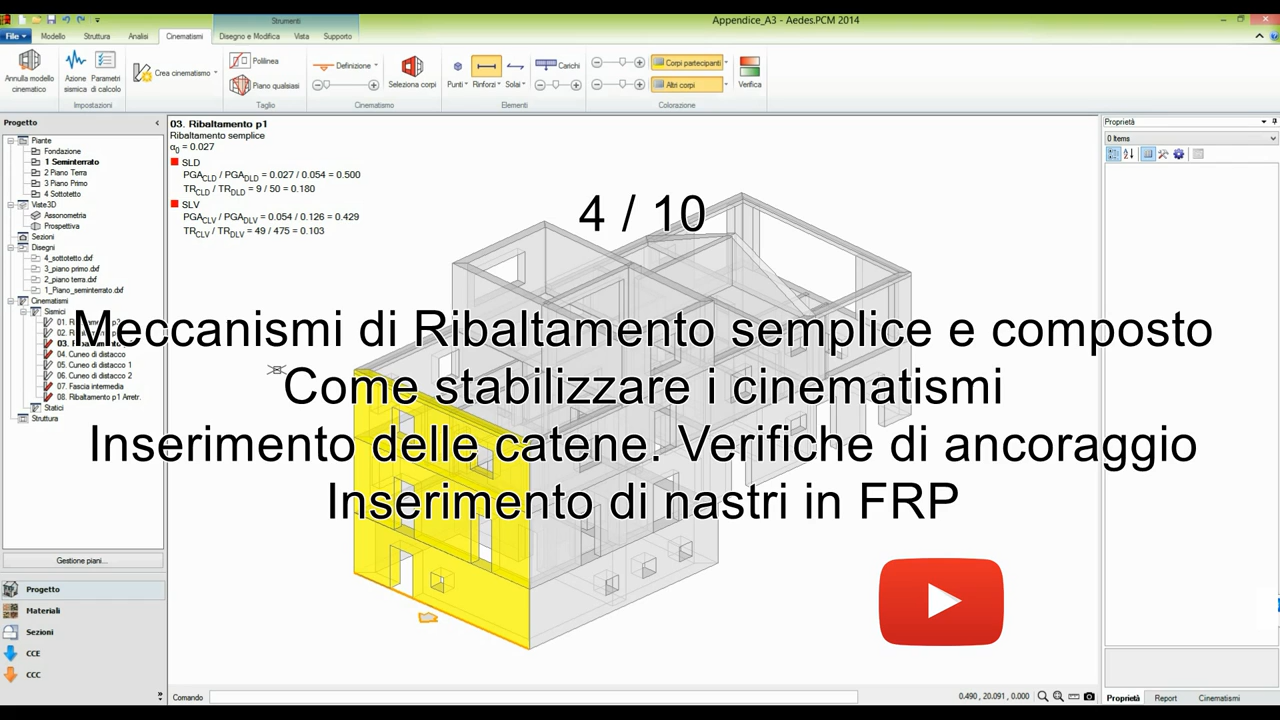 Appendice_A3 - Aedes.PCM 2014
Strumenti
File
Modello
Struttura
Analisi
Cinematismi
Disegno e Modifica
Vista
Supporto
Annulla modello cinematico
Azione sismica
Parametri di calcolo
Impostazioni
Crea cinematismo
Polilinea
Piano qualsiasi
Taglio
Definizione
Seleziona corpi
Cinematismo
Punti
Rinforzi
Solai
Carichi
Elementi
Corpi partecipanti
Altri corpi
Colorazione
Verifica
Progetto
Piante
Fondazione
1 Seminterrato
2 Piano Terra
3 Piano Primo
4 Sottotetto
Viste3D
Assonometria
Prospettiva
Sezioni
Disegni
4_sottotetto.dxf
3_piano primo.dxf
2_piano terra.dxf
1_Piano_seminterrato.dxf
Cinematismi
Sismici
04. Cuneo di distacco
05. Cuneo di distacco 1
06. Cuneo di distacco 2
07. Fascia intermedia
08. Ribaltamento p1 Arretr.
Statici
Struttura
Gestione piani...
Progetto
Materiali
Sezioni
CCE
CCC
03. Ribaltamento p1
Ribaltamento semplice
α0 = 0.027
SLD
PGACLD / PGADLD = 0.027 / 0.054 = 0.500
TRCLD / TRDLD = 9 / 50 = 0.180
SLV
PGACLV / PGADLV = 0.054 / 0.126 = 0.429
TRCLV / TRDLV = 49 / 475 = 0.103
4 / 10
Meccanismi di Ribaltamento semplice e composto
Come stabilizzare i cinematismi
Inserimento delle catene. Verifiche di ancoraggio
Inserimento di nastri in FRP
Proprietà
0 Items
Comando
0.490, 20.091, 0.000
Proprietà
Report
Cinematismi